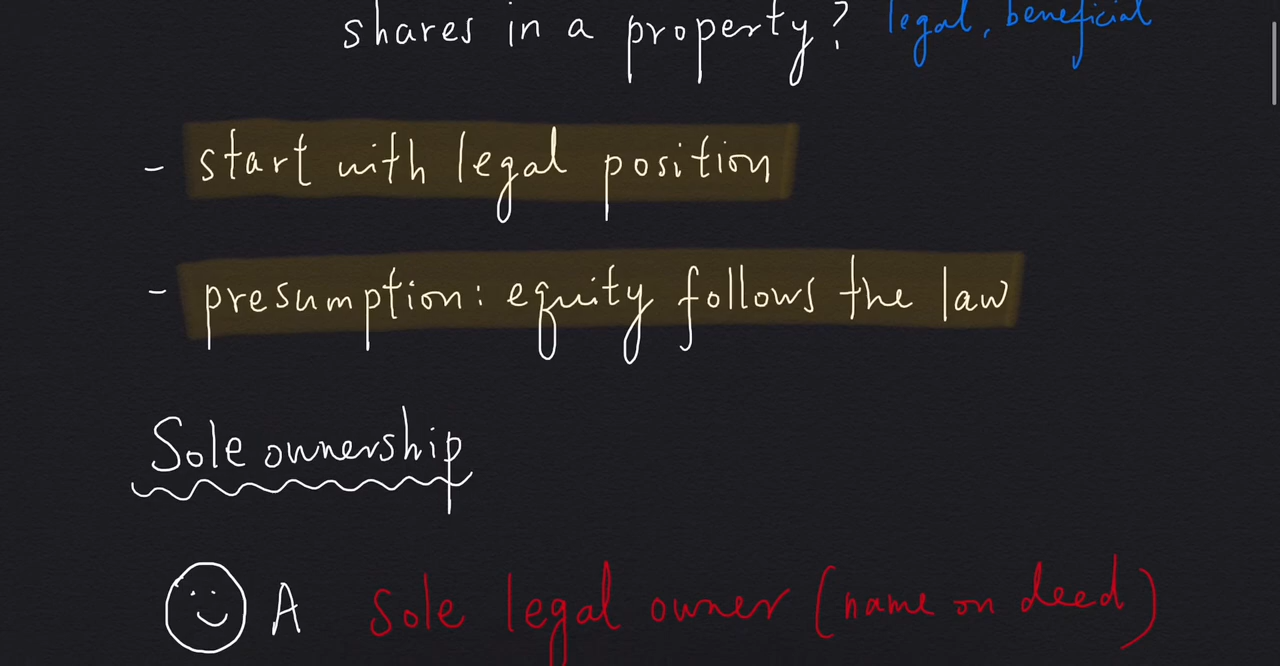 shares in a property? legal, beneficial
- start with legal position
- presumption: equity follows the law
Sole ownership
A sole legal owner (name on deed)